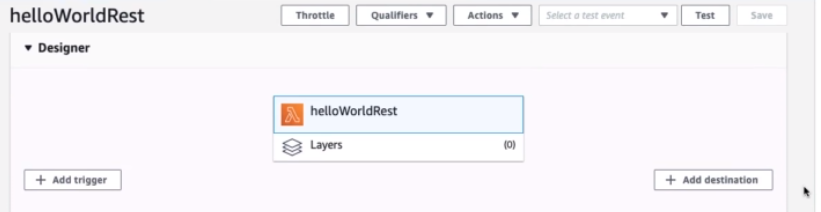 helloWorldRest
Throttle Qualifiers Actions Select a test event Test Save
Designer
helloWorldRest
Layers (0)
+ Add trigger + Add destination